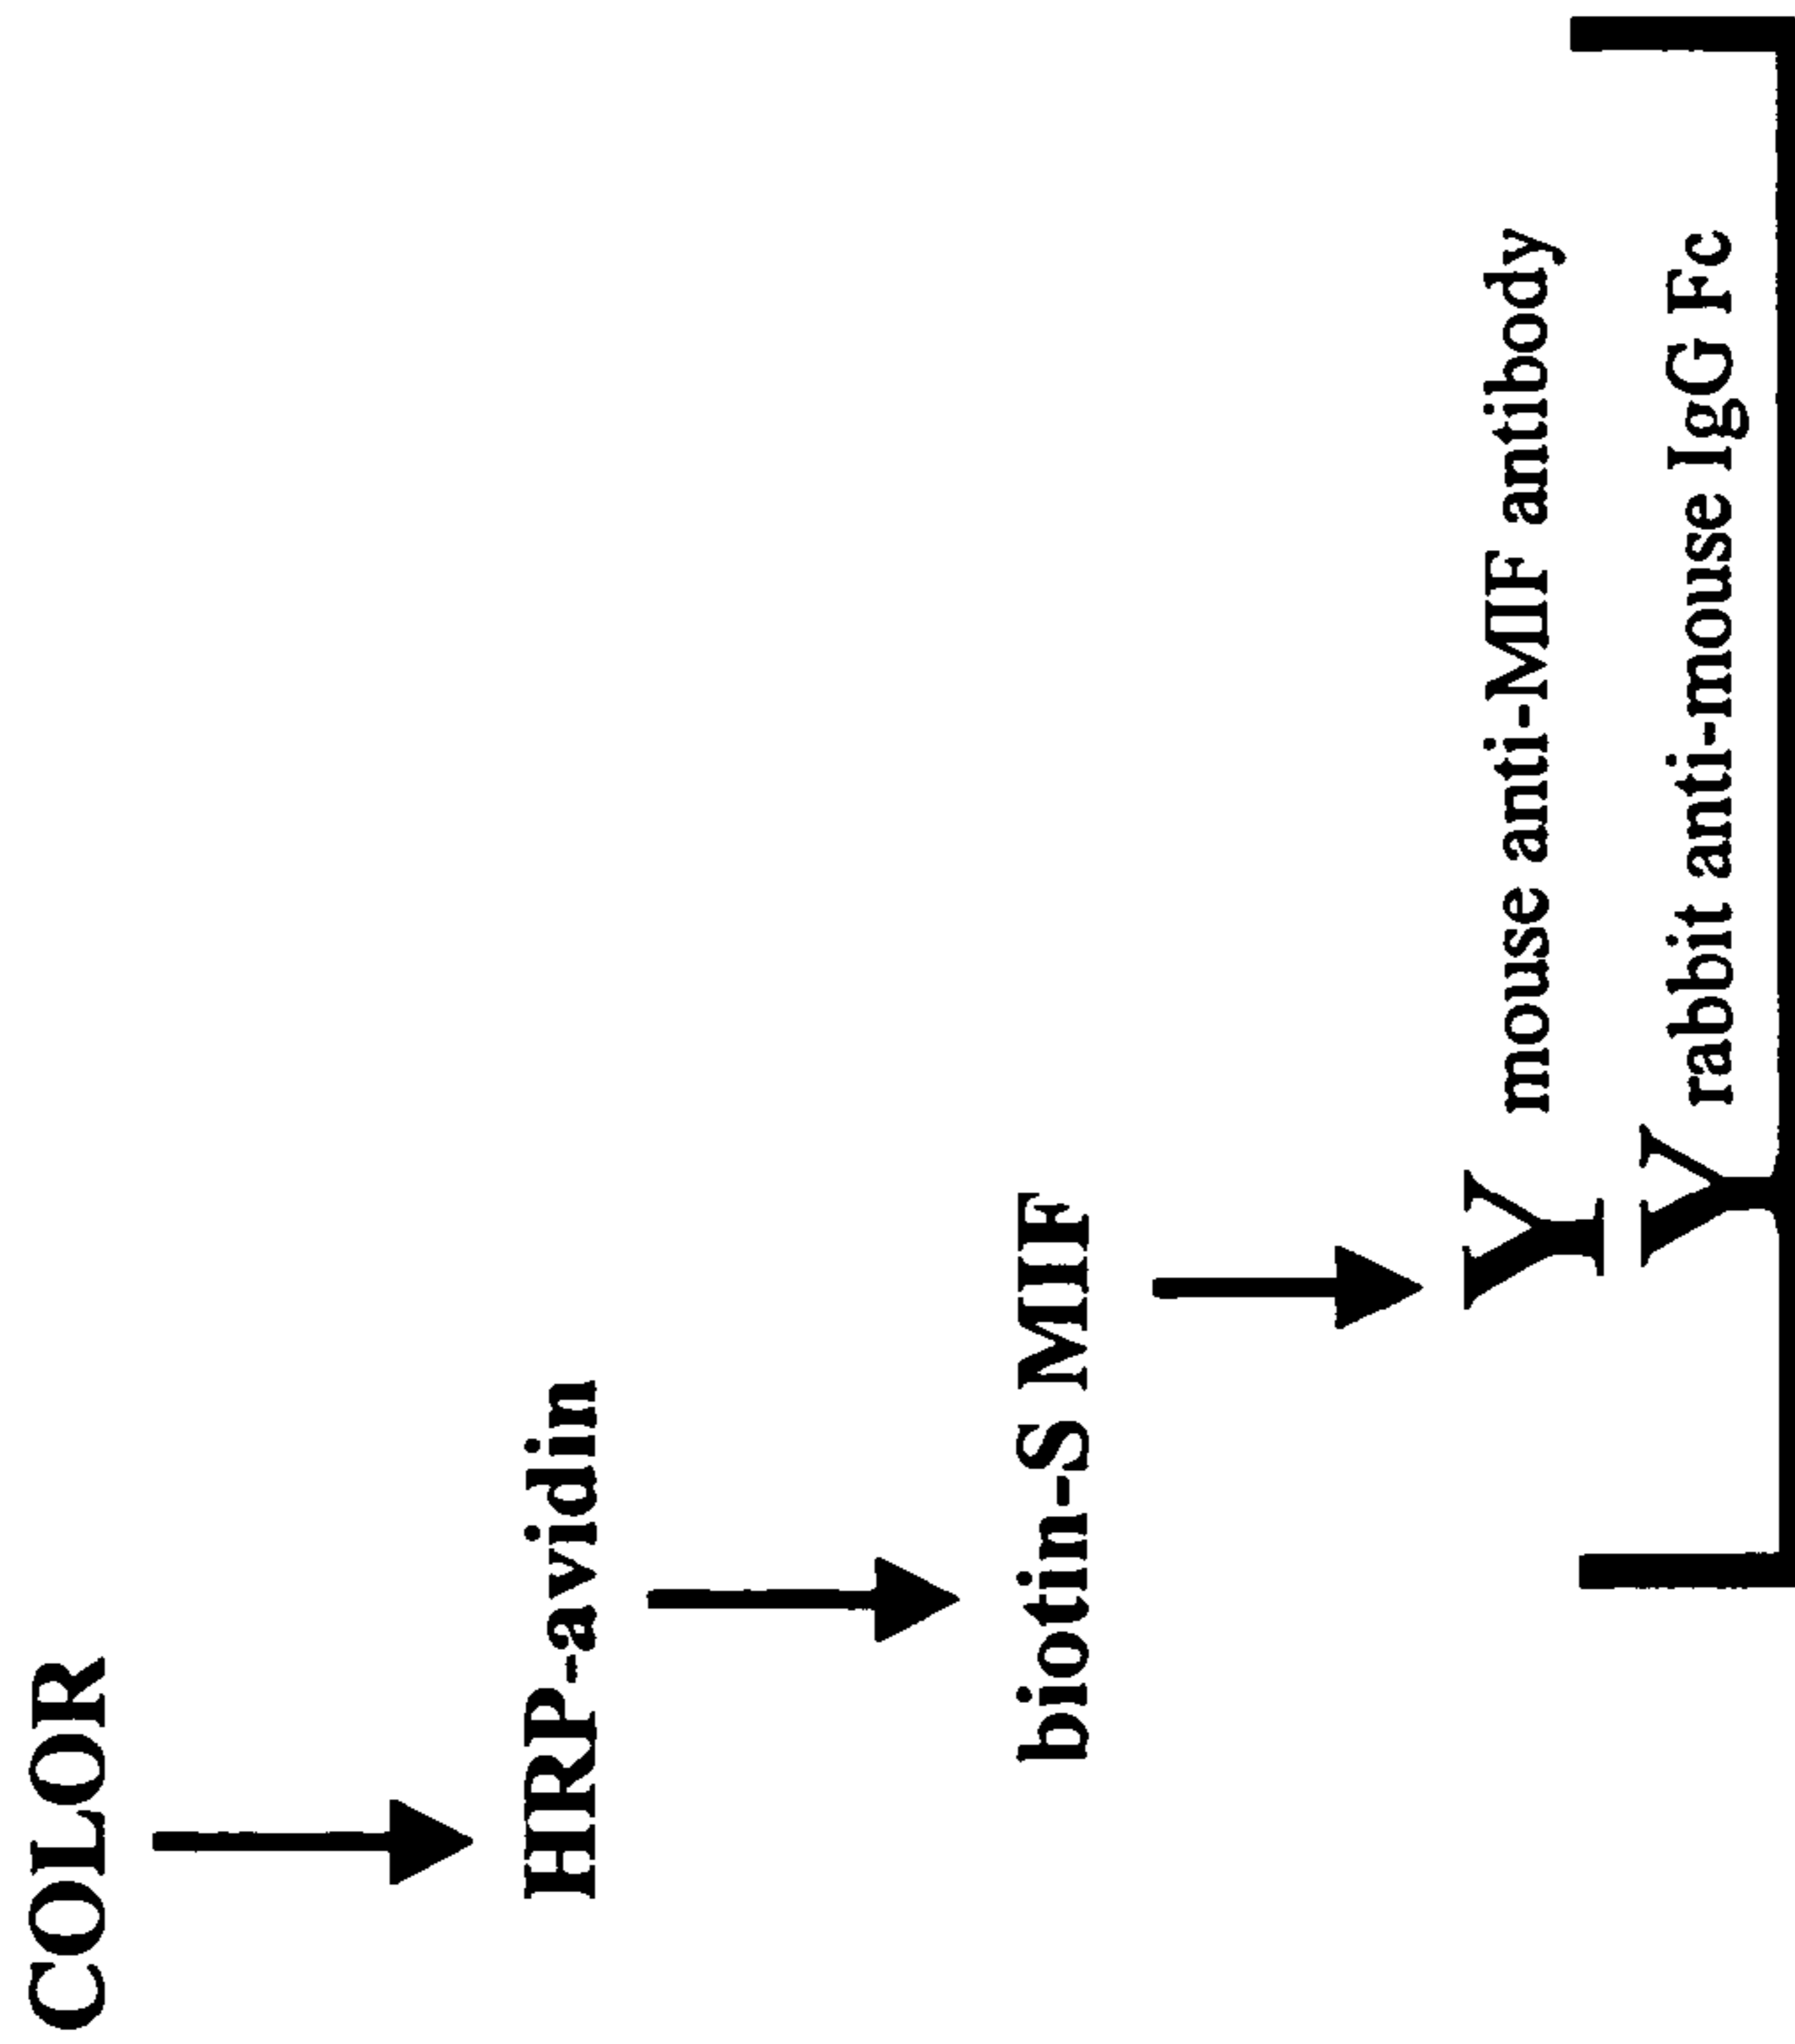 COLOR
HRP-avidin
biotin-S MIF
Y mouse anti-MIF antibody
Y rabbit anti-mouse IgG Fc